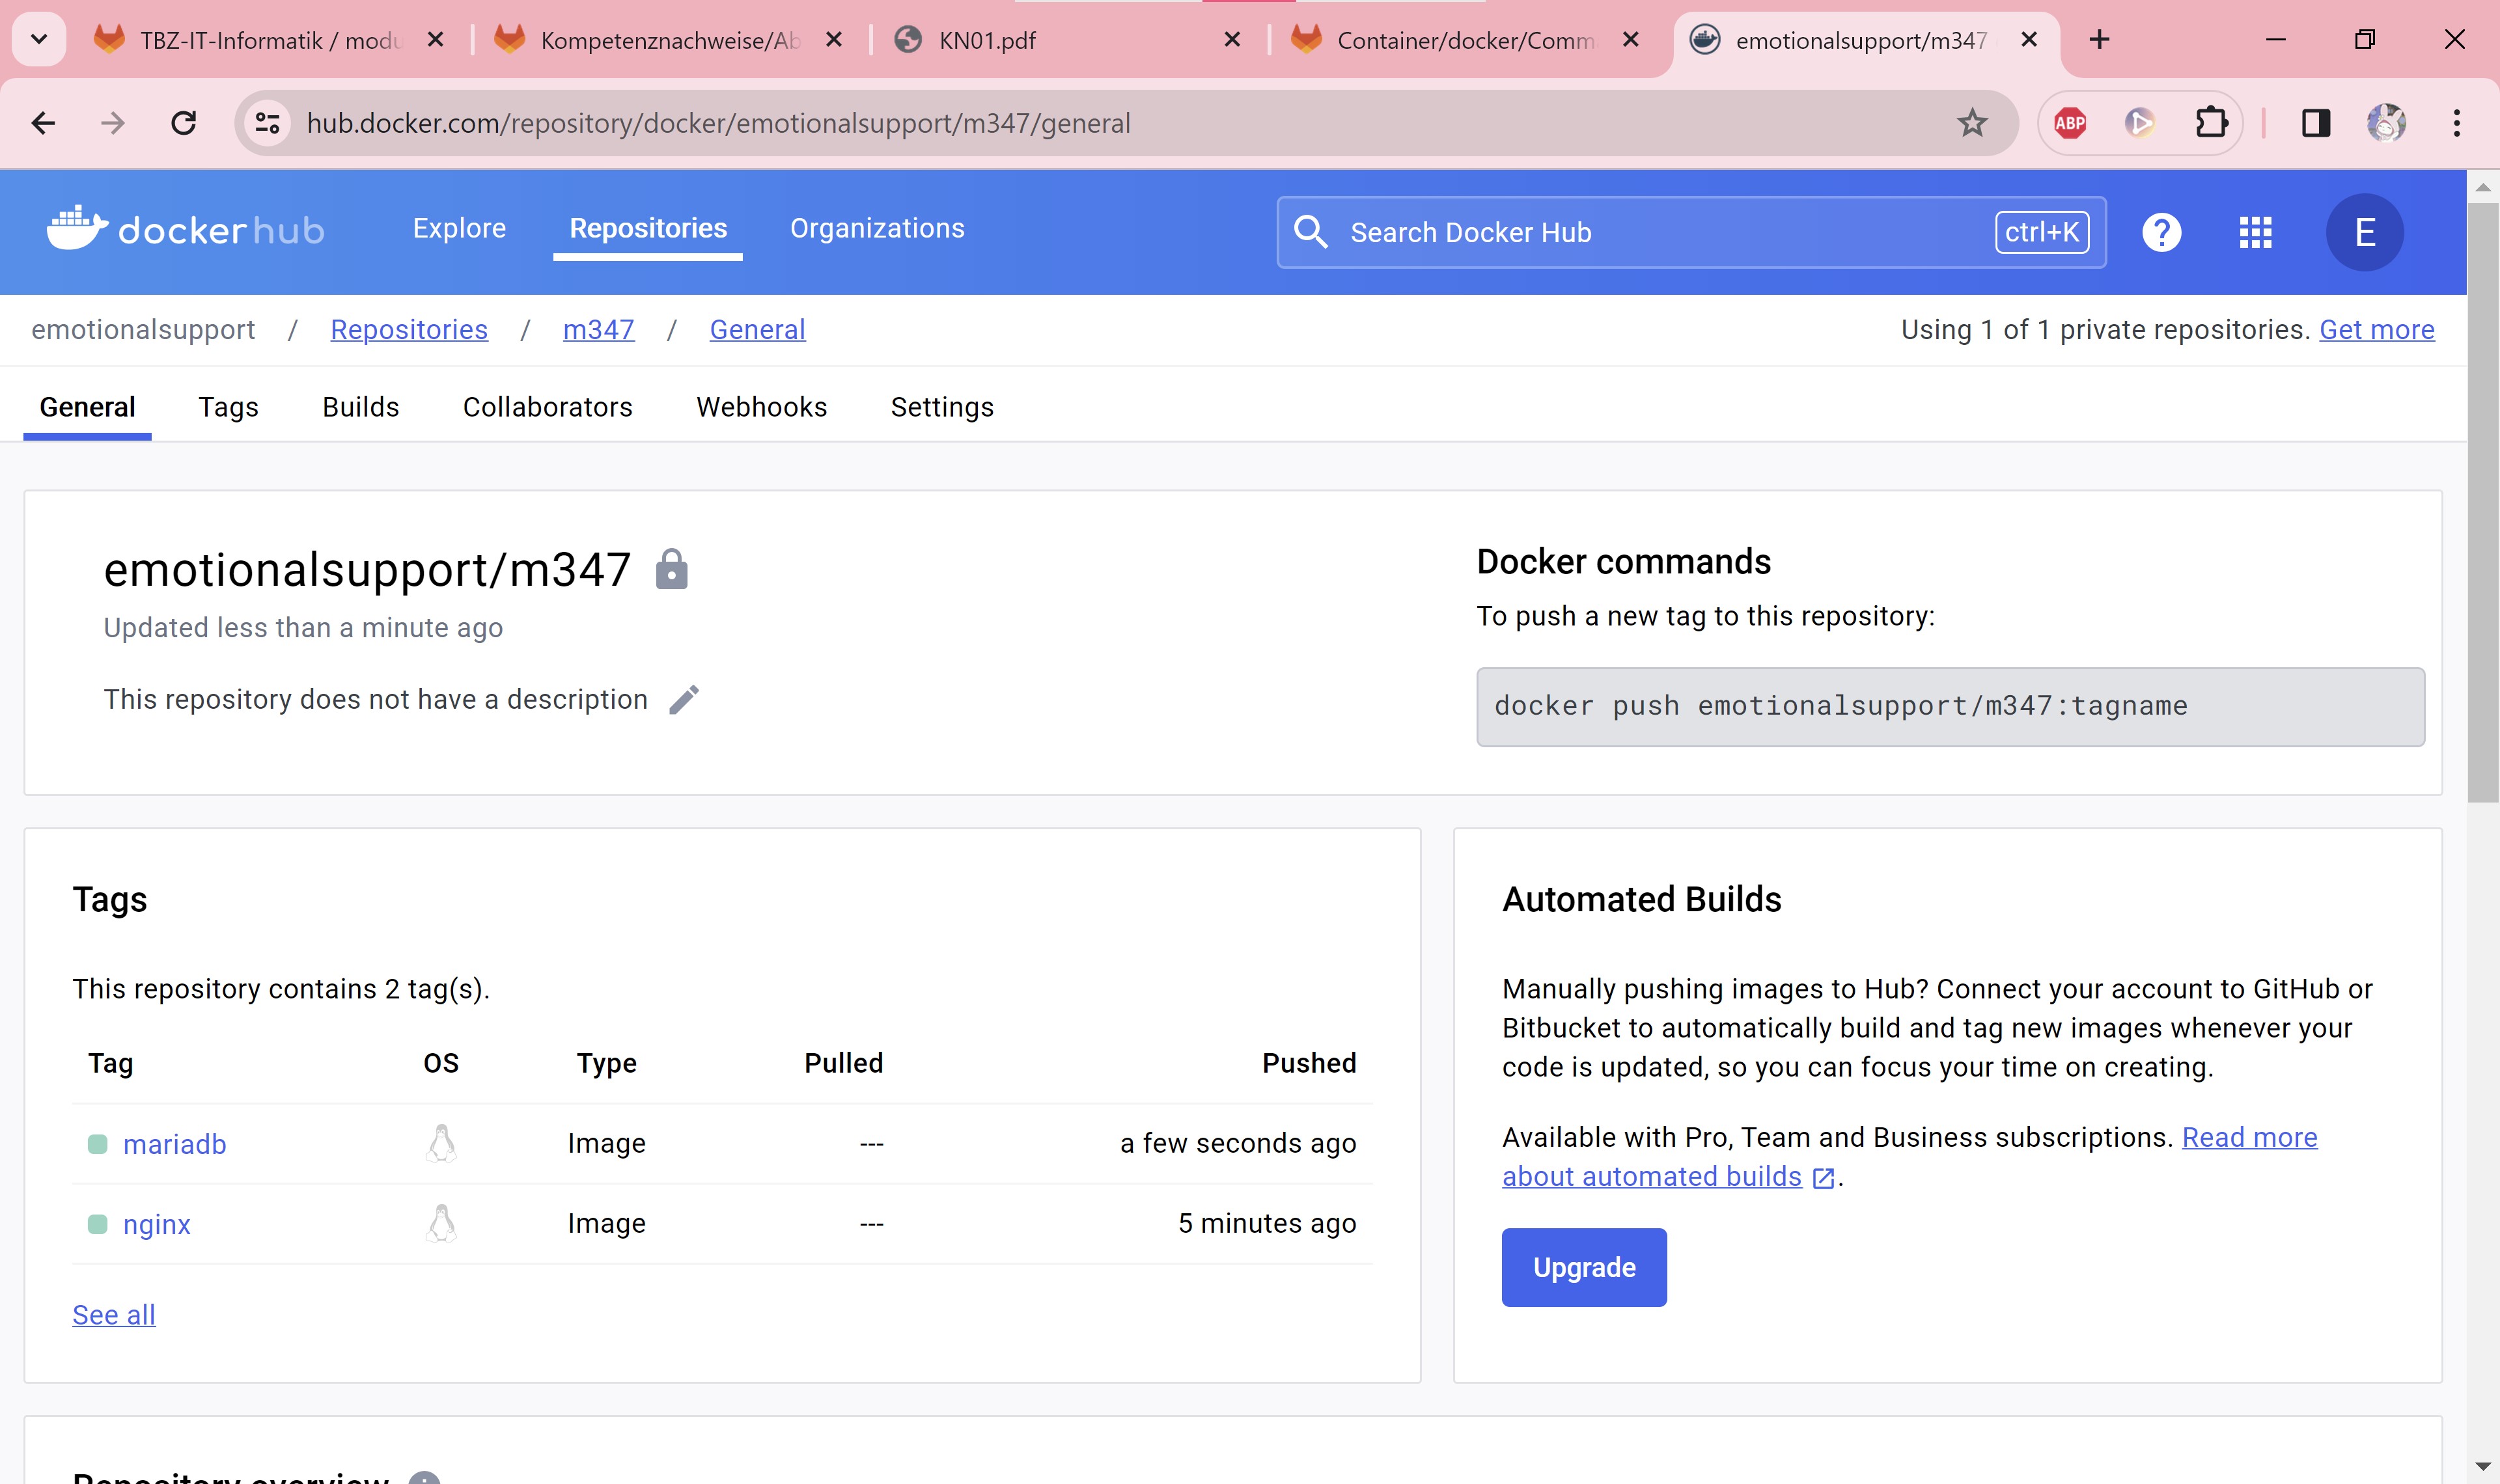 TBZ-IT-Informatik / modu
Kompetenznachweise/Ab
KN01.pdf
Container/docker/Comm
emotionalsupport/m347
hub.docker.com/repository/docker/emotionalsupport/m347/general
ABP
dockerhub
Explore
Repositories
Organizations
Search Docker Hub
ctrl+K
?
E
emotionalsupport / Repositories / m347 / General
Using 1 of 1 private repositories. Get more
General
Tags
Builds
Collaborators
Webhooks
Settings
emotionalsupport/m347
Updated less than a minute ago
This repository does not have a description
Docker commands
To push a new tag to this repository:
docker push emotionalsupport/m347:tagname
Tags
This repository contains 2 tag(s).
Tag OS Type Pulled Pushed
mariadb Image --- a few seconds ago
nginx Image --- 5 minutes ago
See all
Automated Builds
Manually pushing images to Hub? Connect your account to GitHub or
Bitbucket to automatically build and tag new images whenever your
code is updated, so you can focus your time on creating.
Available with Pro, Team and Business subscriptions. Read more
about automated builds .
Upgrade
Repository overview